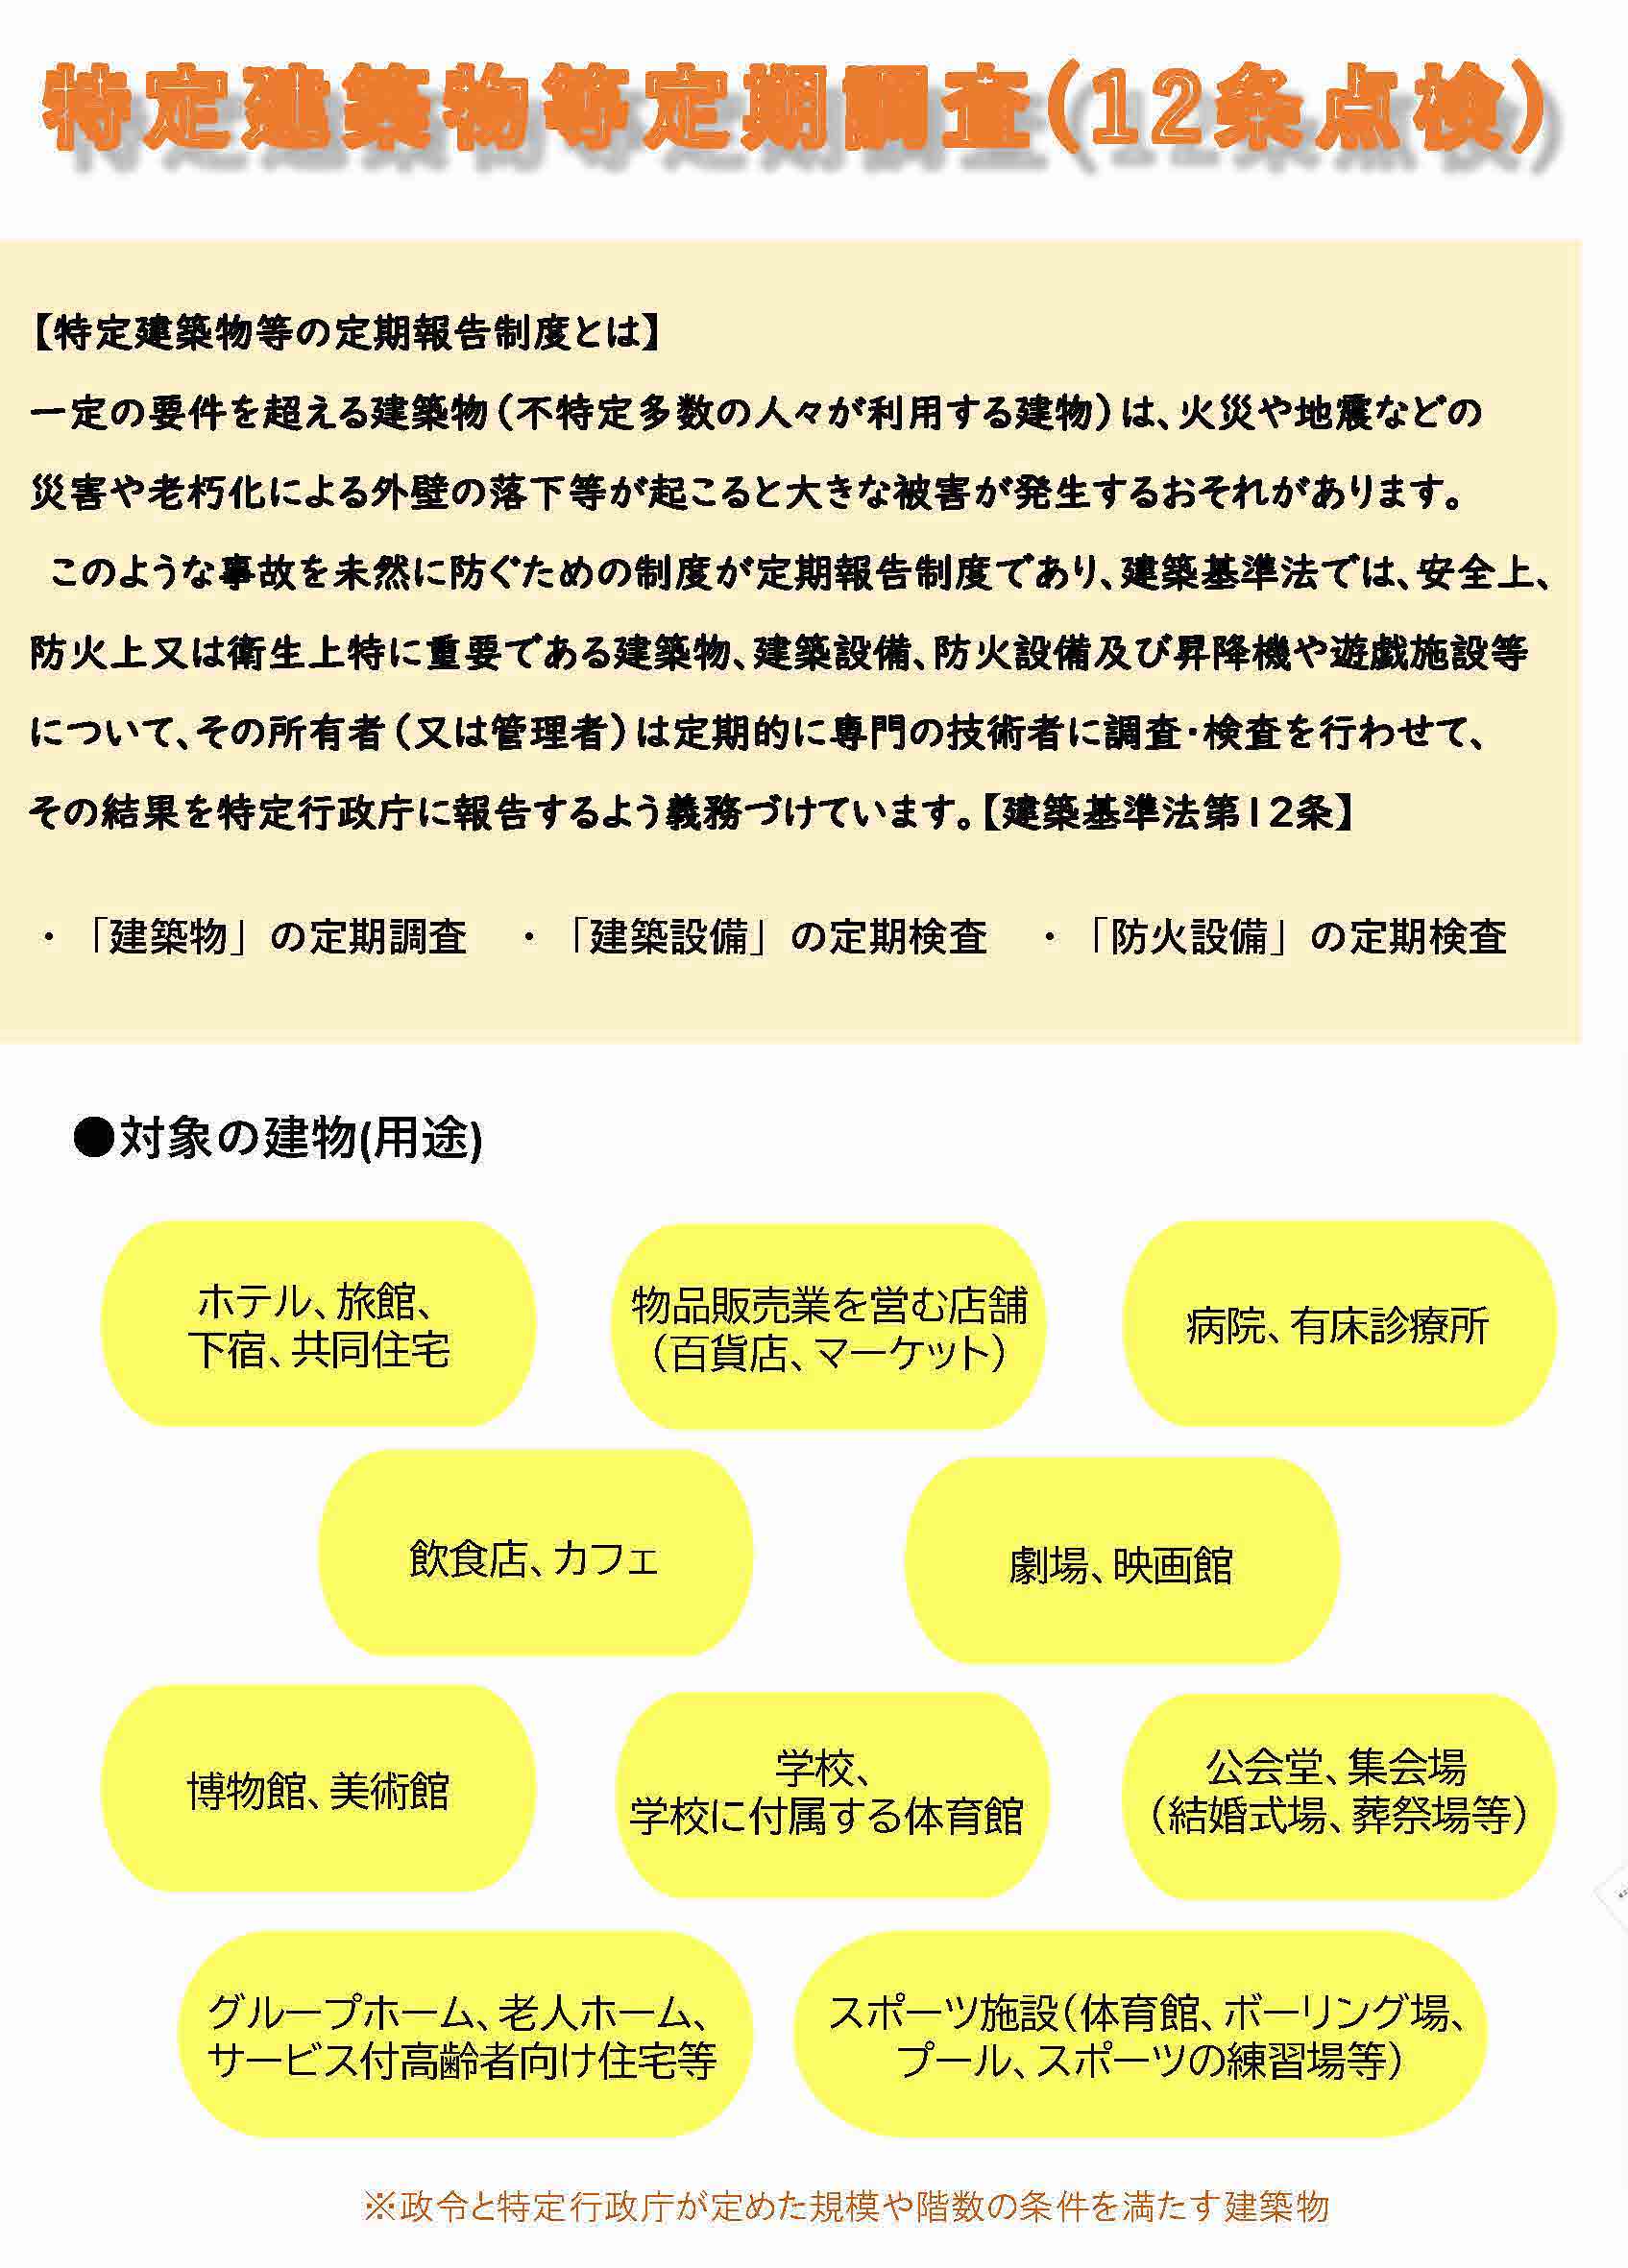 特定建築物等定期調査(12条点検)
【特定建築物等の定期報告制度とは】
一定の要件を超える建築物（不特定多数の人々が利用する建物）は、火災や地震などの
災害や老朽化による外壁の落下等が起こると大きな被害が発生するおそれがあります。
このような事故を未然に防ぐための制度が定期報告制度であり、建築基準法では、安全上、
防火上又は衛生上特に重要である建築物、建築設備、防火設備及び昇降機や遊戯施設等
について、その所有者（又は管理者）は定期的に専門の技術者に調査・検査を行わせて、
その結果を特定行政庁に報告するよう義務づけています。【建築基準法第12条】
・「建築物」の定期調査　・「建築設備」の定期検査　・「防火設備」の定期検査
●対象の建物(用途)
ホテル、旅館、
下宿、共同住宅
物品販売業を営む店舗
（百貨店、マーケット）
病院、有床診療所
飲食店、カフェ
劇場、映画館
博物館、美術館
学校、
学校に付属する体育館
公会堂、集会場
（結婚式場、葬祭場等）
グループホーム、老人ホーム、
サービス付高齢者向け住宅等
スポーツ施設（体育館、ボーリング場、
プール、スポーツの練習場等）
※政令と特定行政庁が定めた規模や階数の条件を満たす建築物